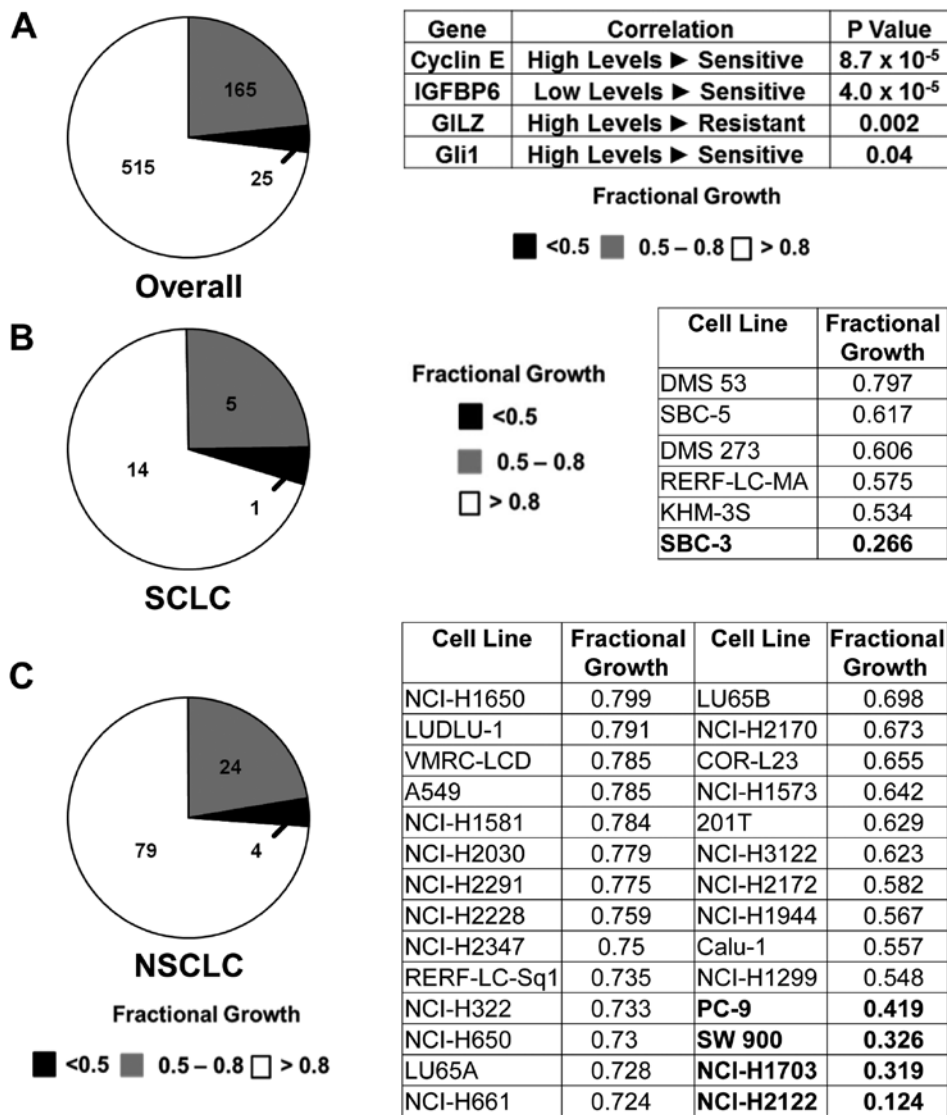 A
165
515
25
Overall
Gene Correlation P Value
Cyclin E High Levels ► Sensitive 8.7 x 10⁻⁵
IGFBP6 Low Levels ► Sensitive 4.0 x 10⁻⁵
GILZ High Levels ► Resistant 0.002
Gli1 High Levels ► Sensitive 0.04
Fractional Growth
<0.5 0.5 – 0.8 > 0.8
B
5
14
1
SCLC
Fractional Growth
<0.5
0.5 – 0.8
> 0.8
Cell Line Fractional
Growth
DMS 53 0.797
SBC-5 0.617
DMS 273 0.606
RERF-LC-MA 0.575
KHM-3S 0.534
SBC-3 0.266
C
24
79
4
NSCLC
Fractional Growth
<0.5 0.5 – 0.8 > 0.8
Cell Line Fractional Cell Line Fractional
Growth Growth
NCI-H1650 0.799 LU65B 0.698
LUDLU-1 0.791 NCI-H2170 0.673
VMRC-LCD 0.785 COR-L23 0.655
A549 0.785 NCI-H1573 0.642
NCI-H1581 0.784 201T 0.629
NCI-H2030 0.779 NCI-H3122 0.623
NCI-H2291 0.775 NCI-H2172 0.582
NCI-H2228 0.759 NCI-H1944 0.567
NCI-H2347 0.75 Calu-1 0.557
RERF-LC-Sq1 0.735 NCI-H1299 0.548
NCI-H322 0.733 PC-9 0.419
NCI-H650 0.73 SW 900 0.326
LU65A 0.728 NCI-H1703 0.319
NCI-H661 0.724 NCI-H2122 0.124